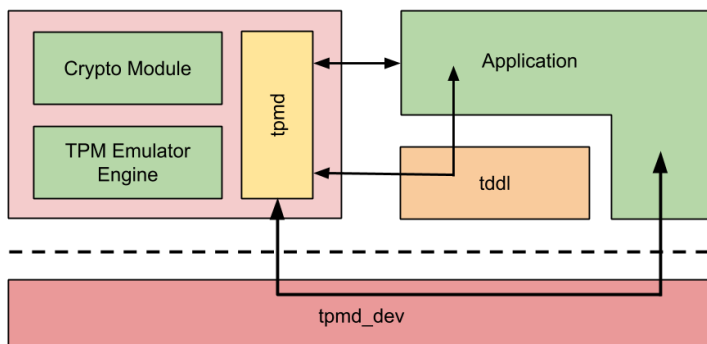 Crypto Module
TPM Emulator
Engine
tpmd
Application
tddl
tpmd_dev